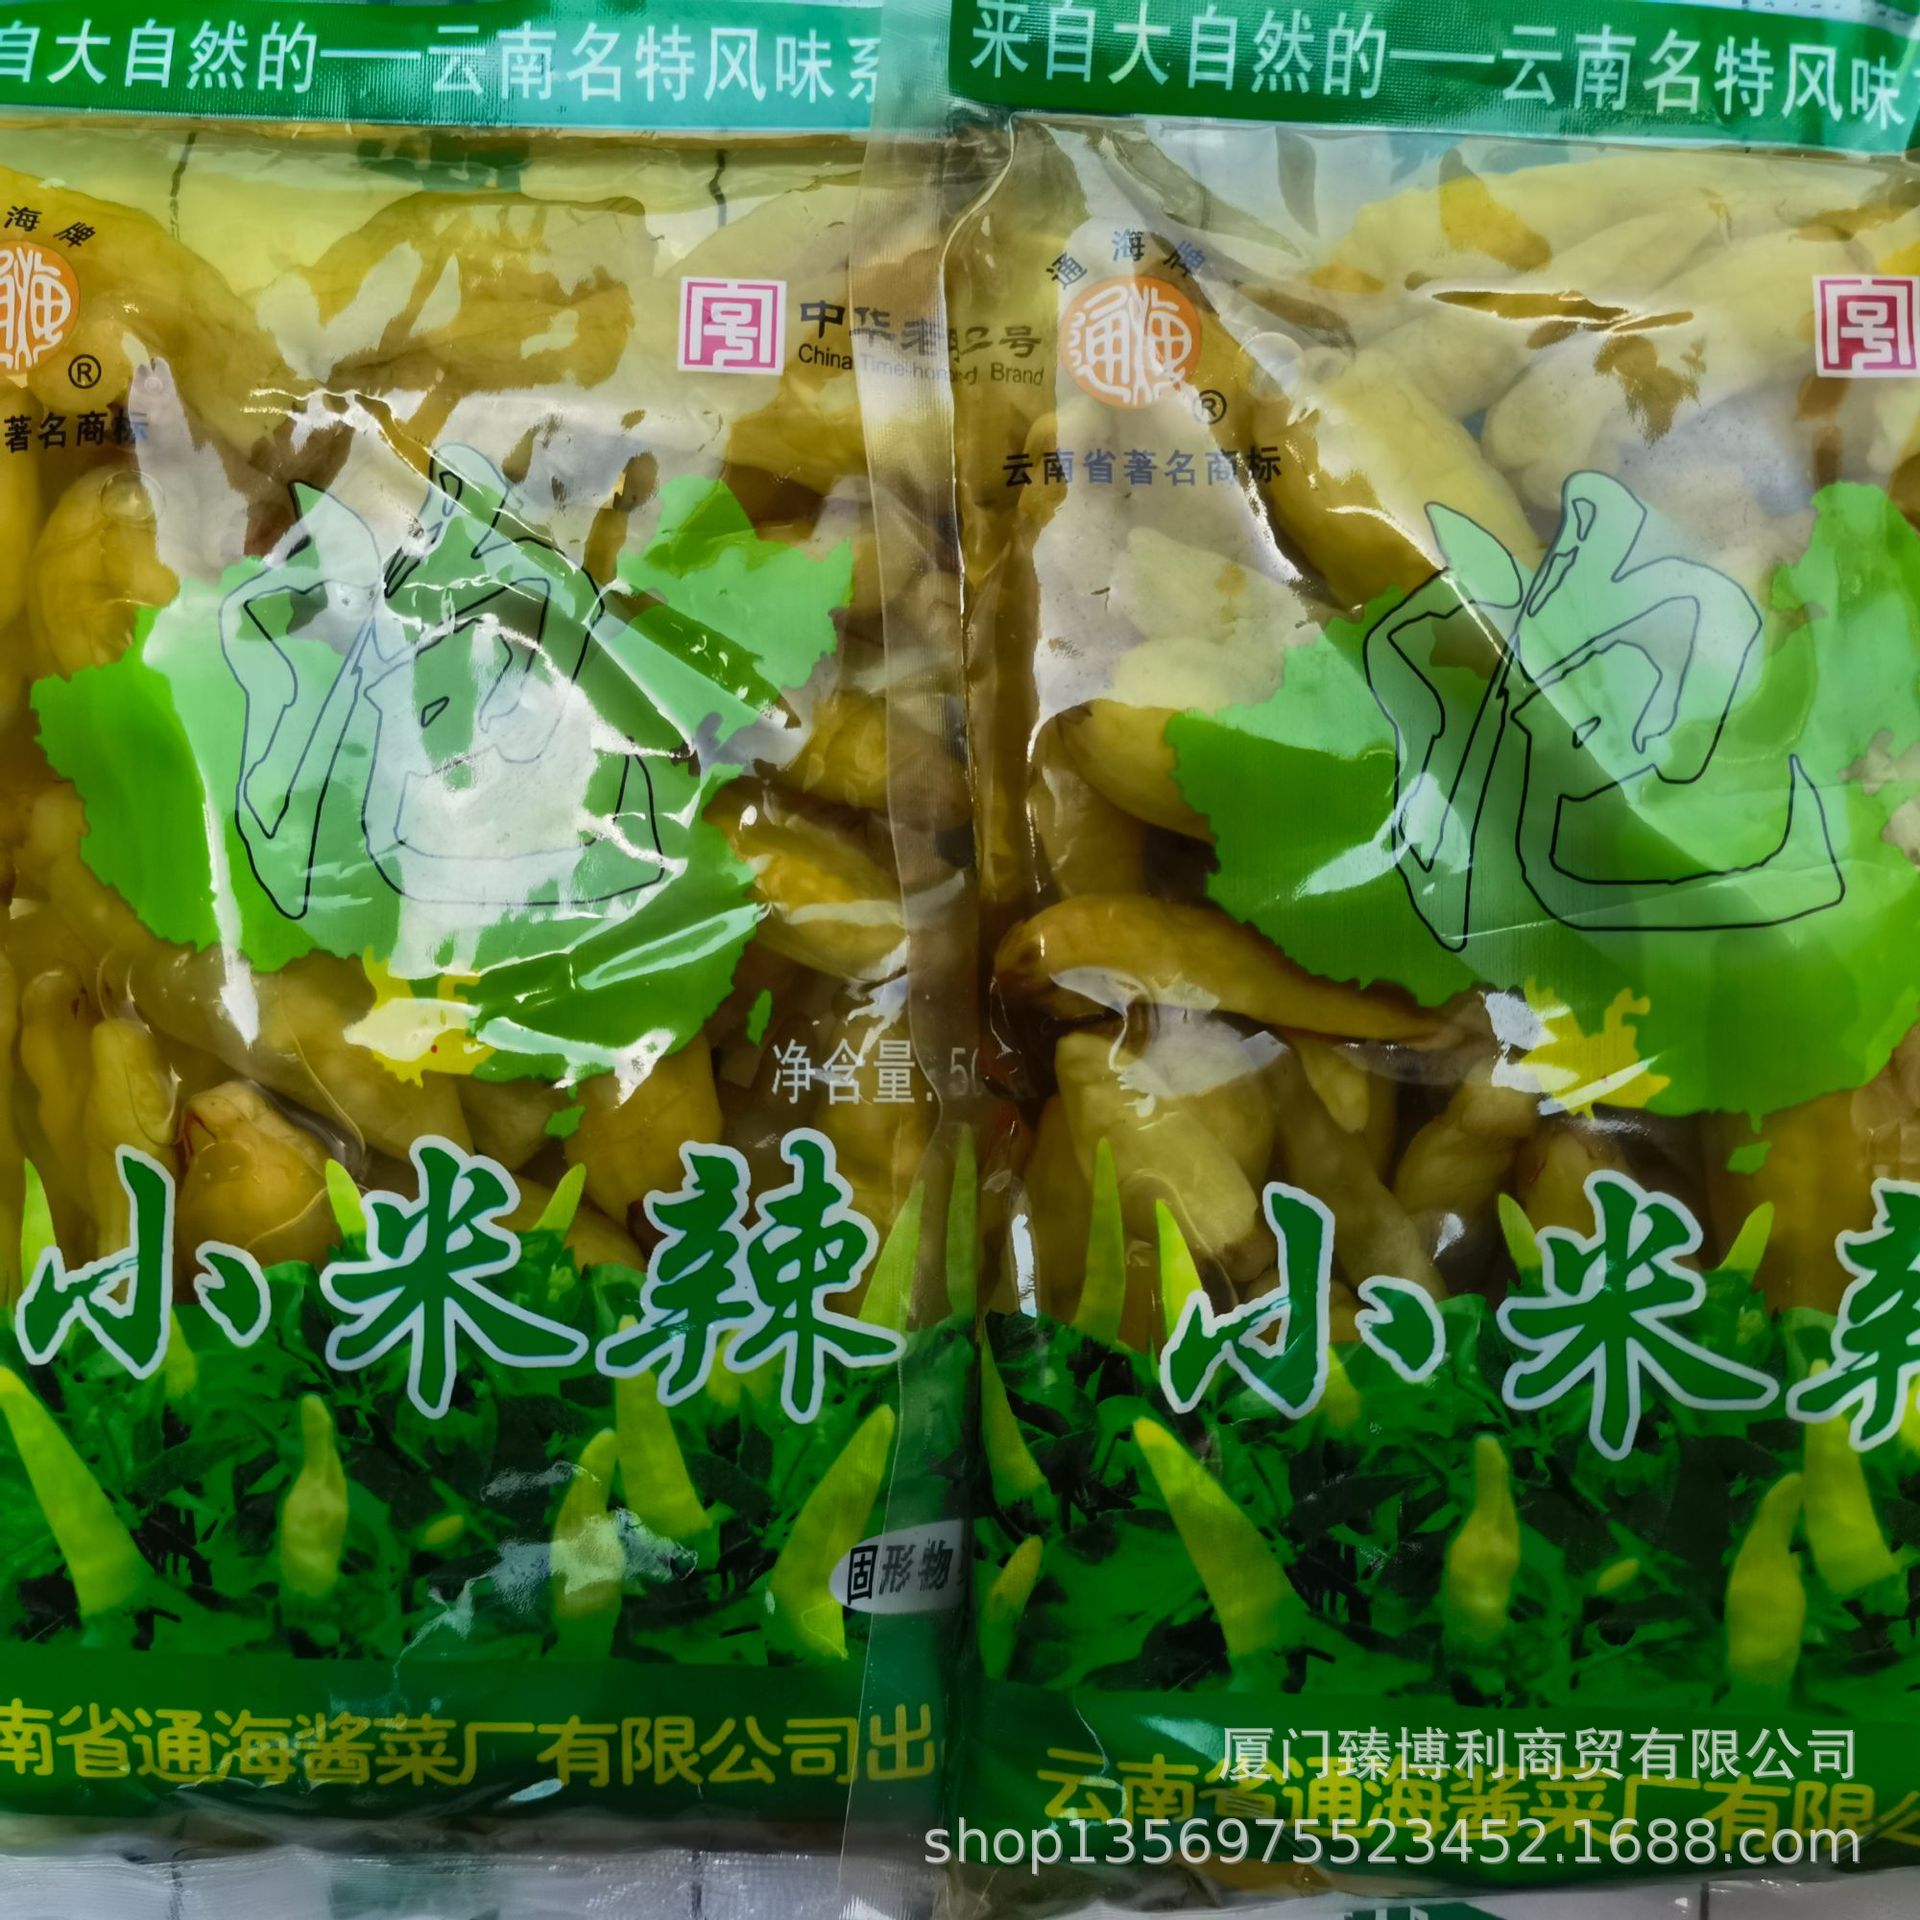 自大自然的——云南名特风味系
来自大自然的——云南名特风味
海牌
®
著名商标
中华老字号
China Time-honored Brand
通海牌
通海
®
云南省著名商标
泡
泡
净含量:50
小米辣
小米辣
固形物
南省通海酱菜厂有限公司出
云南省通海酱菜厂有限公
厦门臻博利商贸有限公司
shop1356975523452.1688.com